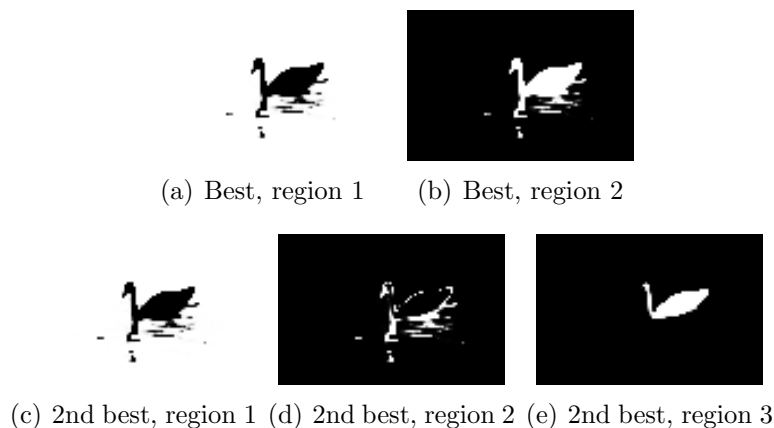 (a) Best, region 1 (b) Best, region 2
(c) 2nd best, region 1 (d) 2nd best, region 2 (e) 2nd best, region 3